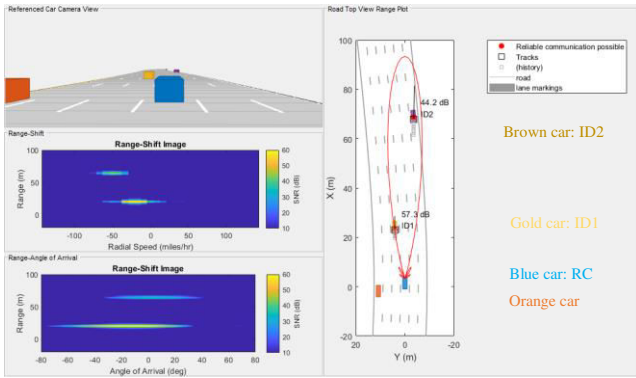 Referenced Car Camera View
Range-Shift
Range-Shift Image
100
50
0
Range (m)
-100
-50
0
50
100
Radial Speed (miles/hr)
60
50
40
30
20
10
SNR (dB)
Range-Angle of Arrival
Range-Shift Image
100
50
0
Range (m)
-80
-60
-40
-20
0
20
40
60
80
Angle of Arrival (deg)
60
50
40
30
20
10
SNR (dB)
Road Top View Range Plot
100
80
60
40
20
0
-20
X (m)
20
0
-20
Y (m)
44.2 dB
ID2
57.3 dB
ID1
Reliable communication possible
Tracks
(history)
road
lane markings
Brown car: ID2
Gold car: ID1
Blue car: RC
Orange car